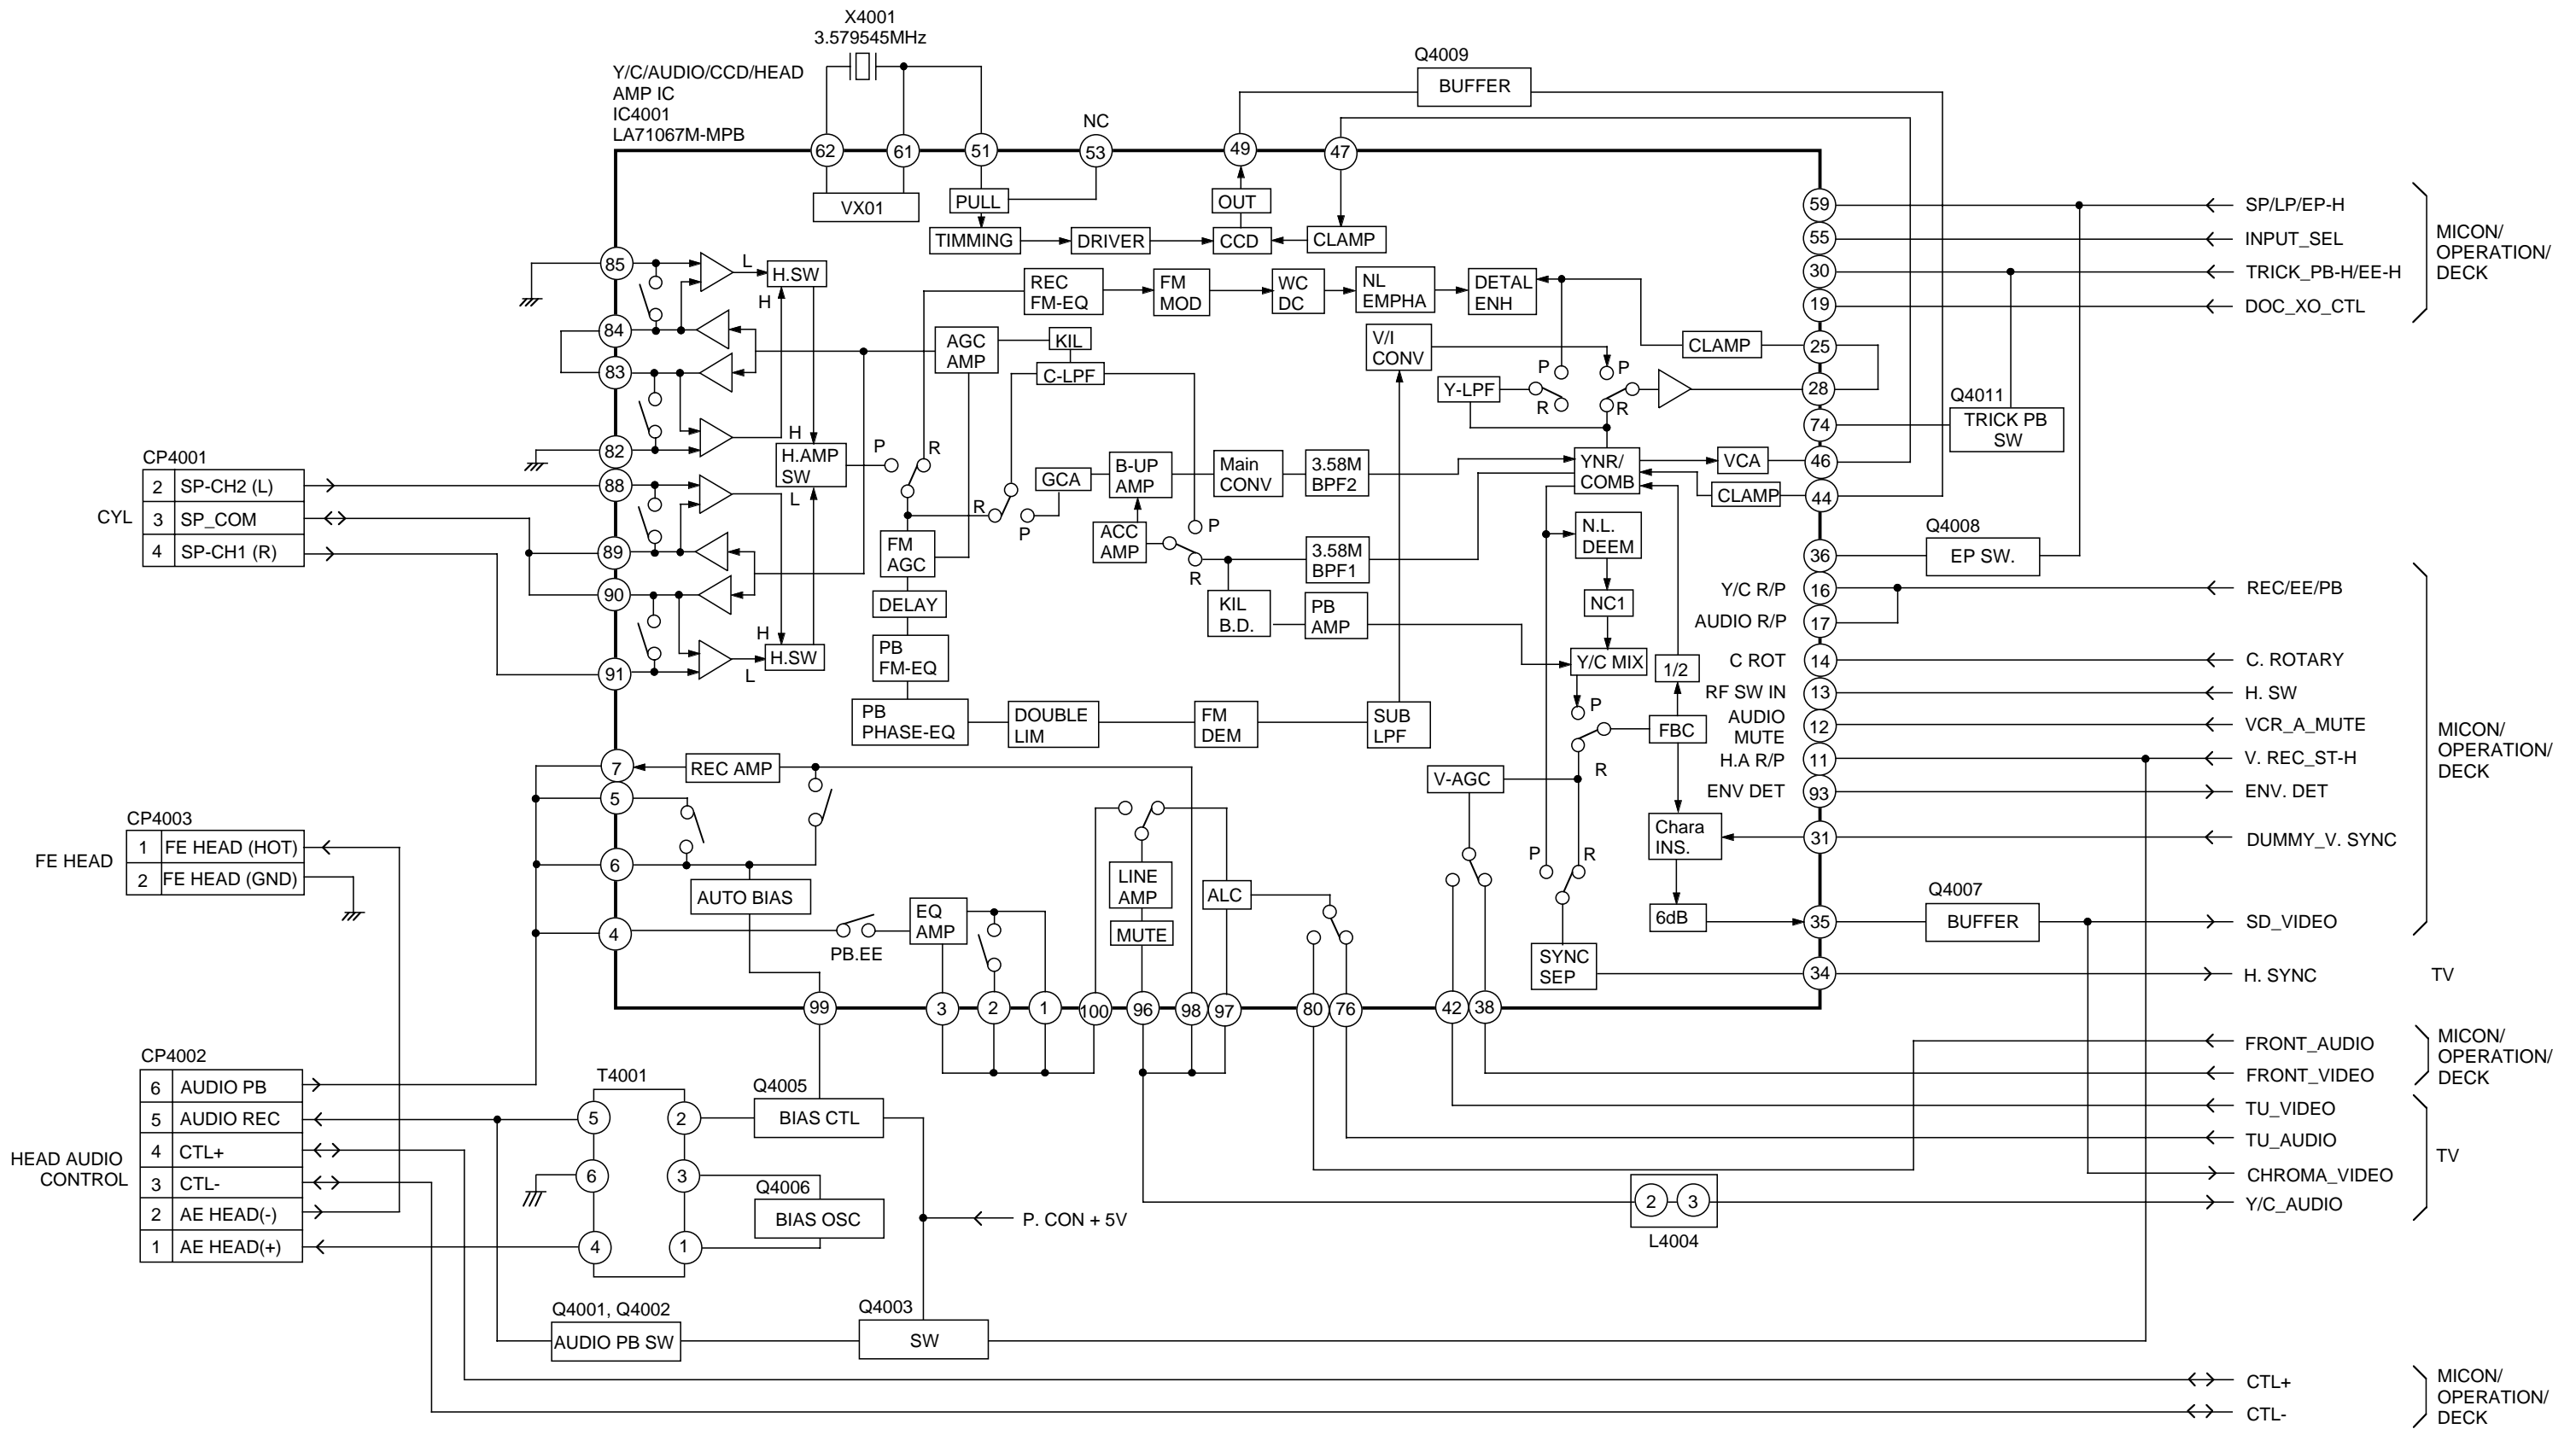 X4001
3.579545MHz
Y/C/AUDIO/CCD/HEAD
AMP IC
IC4001
LA71067M-MPB
Q4009
BUFFER
NC
62
61
51
53
49
47
VX01
PULL
OUT
TIMMING
DRIVER
CCD
CLAMP
59
SP/LP/EP-H
55
INPUT_SEL
30
TRICK_PB-H/EE-H
19
DOC_XO_CTL
MICON/
OPERATION/
DECK
85
L
H.SW
H
84
83
82
H
H.AMP
SW
P
R
L
REC
FM-EQ
FM
MOD
WC
DC
NL
EMPHA
DETAL
ENH
AGC
AMP
KIL
C-LPF
V/I
CONV
CLAMP
25
28
Y-LPF
P
R
P
R
Q4011
TRICK PB
SW
74
CP4001
CYL
2 SP-CH2 (L)
3 SP_COM
4 SP-CH1 (R)
88
89
90
91
H
H.SW
L
GCA
B-UP
AMP
Main
CONV
3.58M
BPF2
YNR/
COMB
VCA
46
CLAMP
44
R
P
P
R
FM
AGC
ACC
AMP
3.58M
BPF1
N.L.
DEEM
Q4008
EP SW.
36
DELAY
KIL
B.D.
PB
AMP
NC1
Y/C R/P
16
REC/EE/PB
AUDIO R/P
17
PB
FM-EQ
Y/C MIX
1/2
C ROT
14
C. ROTARY
RF SW IN
13
H. SW
PB
PHASE-EQ
DOUBLE
LIM
FM
DEM
SUB
LPF
P
R
FBC
AUDIO
MUTE
12
VCR_A_MUTE
H.A R/P
11
V. REC_ST-H
ENV DET
93
ENV. DET
MICON/
OPERATION/
DECK
7
REC AMP
5
6
AUTO BIAS
V-AGC
Chara
INS.
31
DUMMY_V. SYNC
CP4003
FE HEAD
1 FE HEAD (HOT)
2 FE HEAD (GND)
LINE
AMP
MUTE
ALC
P
R
6dB
35
Q4007
BUFFER
SD_VIDEO
4
PB.EE
EQ
AMP
SYNC
SEP
34
H. SYNC
TV
99
3
2
1
100
96
98
97
80
76
42
38
CP4002
HEAD AUDIO
CONTROL
6 AUDIO PB
5 AUDIO REC
4 CTL+
3 CTL-
2 AE HEAD(-)
1 AE HEAD(+)
T4001
5
2
6
3
4
1
Q4005
BIAS CTL
Q4006
BIAS OSC
P. CON + 5V
FRONT_AUDIO
FRONT_VIDEO
MICON/
OPERATION/
DECK
TU_VIDEO
TU_AUDIO
CHROMA_VIDEO
Y/C_AUDIO
TV
2
3
L4004
Q4001, Q4002
AUDIO PB SW
Q4003
SW
CTL+
CTL-
MICON/
OPERATION/
DECK